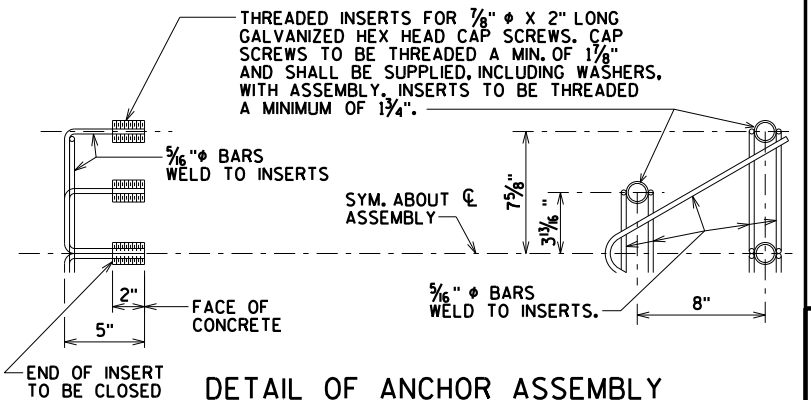 THREADED INSERTS FOR 7/8" φ X 2" LONG
GALVANIZED HEX HEAD CAP SCREWS. CAP
SCREWS TO BE THREADED A MIN. OF 1 7/8"
AND SHALL BE SUPPLIED, INCLUDING WASHERS,
WITH ASSEMBLY. INSERTS TO BE THREADED
A MINIMUM OF 1 3/4".
5/16"φ BARS
WELD TO INSERTS
SYM. ABOUT ℄
ASSEMBLY
7 5/8"
3 13/16"
5/16"φ BARS
WELD TO INSERTS.
8"
2"
5"
FACE OF
CONCRETE
END OF INSERT
TO BE CLOSED
DETAIL OF ANCHOR ASSEMBLY